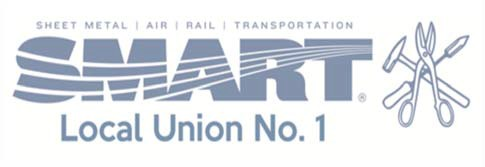 SHEET METAL | AIR | RAIL | TRANSPORTATION
SMART®
Local Union No. 1